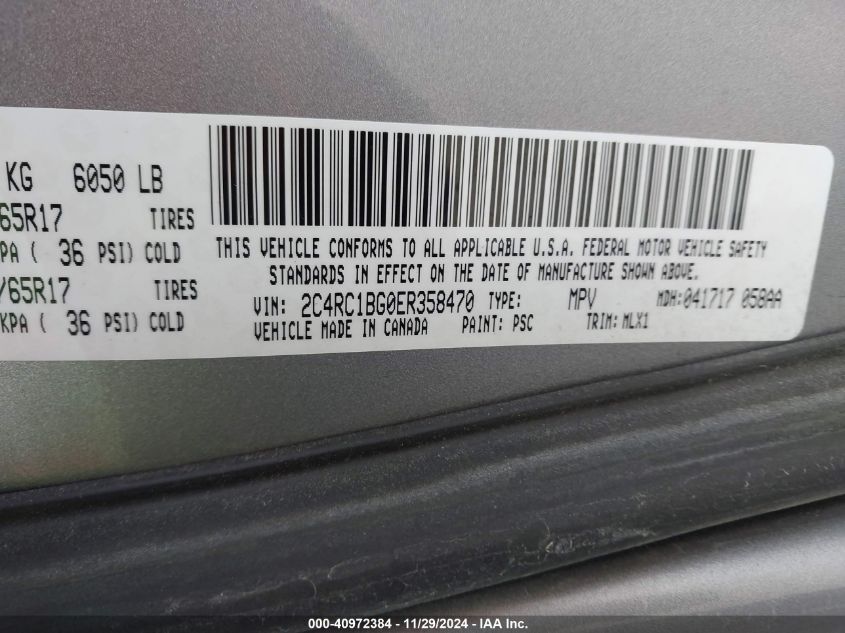 KG 6050 LB
65R17 TIRES
PA ( 36 PSI) COLD
/65R17 TIRES
KPA ( 36 PSI) COLD
THIS VEHICLE CONFORMS TO ALL APPLICABLE U.S.A. FEDERAL MOTOR VEHICLE SAFETY
STANDARDS IN EFFECT ON THE DATE OF MANUFACTURE SHOWN ABOVE.
VIN: 2C4RC1BG0ER358470 TYPE: MPV MDH:041717 058AA
VEHICLE MADE IN CANADA PAINT: PSC TRIM: MLX1
000-40972384 - 11/29/2024 - IAA Inc.